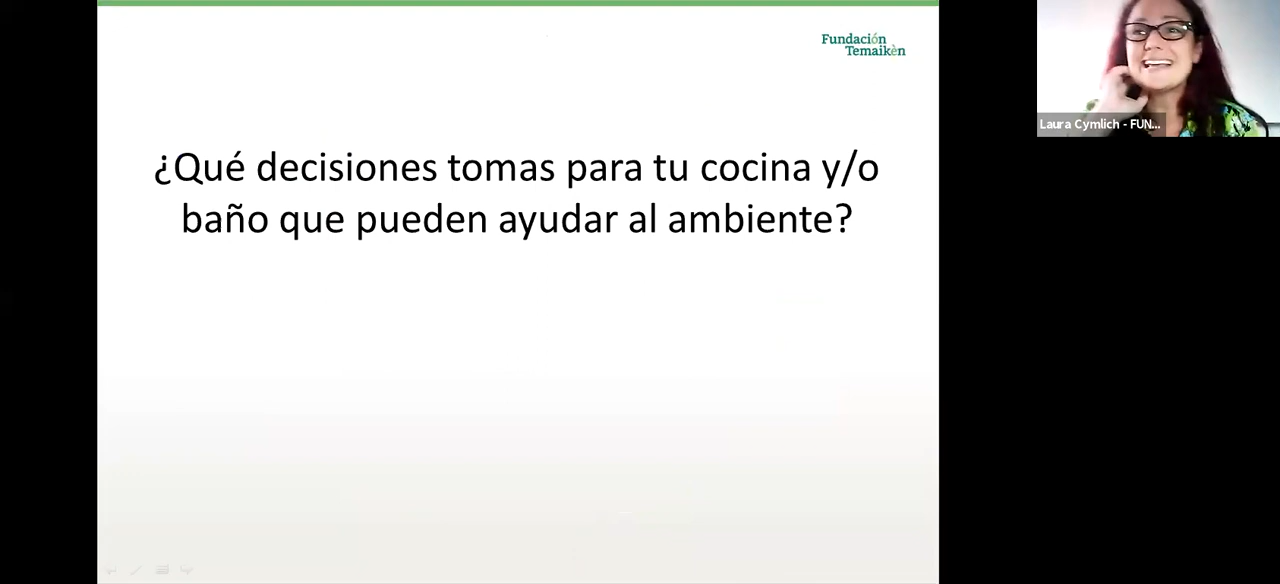 Fundación
Temaikèn
Laura Cymlich - FUN...
¿Qué decisiones tomas para tu cocina y/o
baño que pueden ayudar al ambiente?